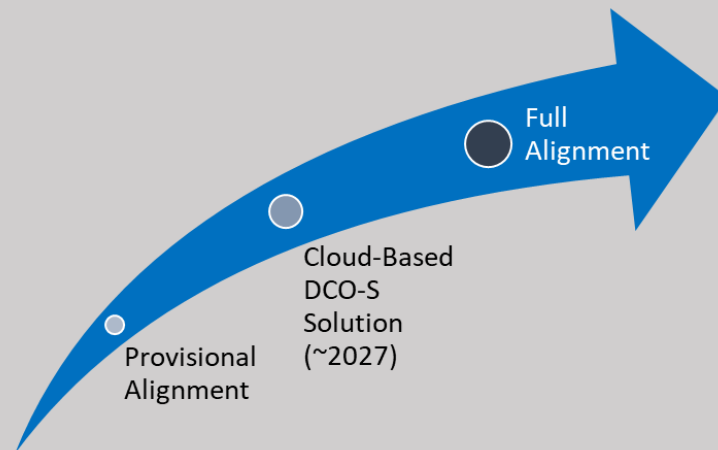 Provisional
Alignment
Cloud-Based
DCO-S
Solution
(~2027)
Full
Alignment